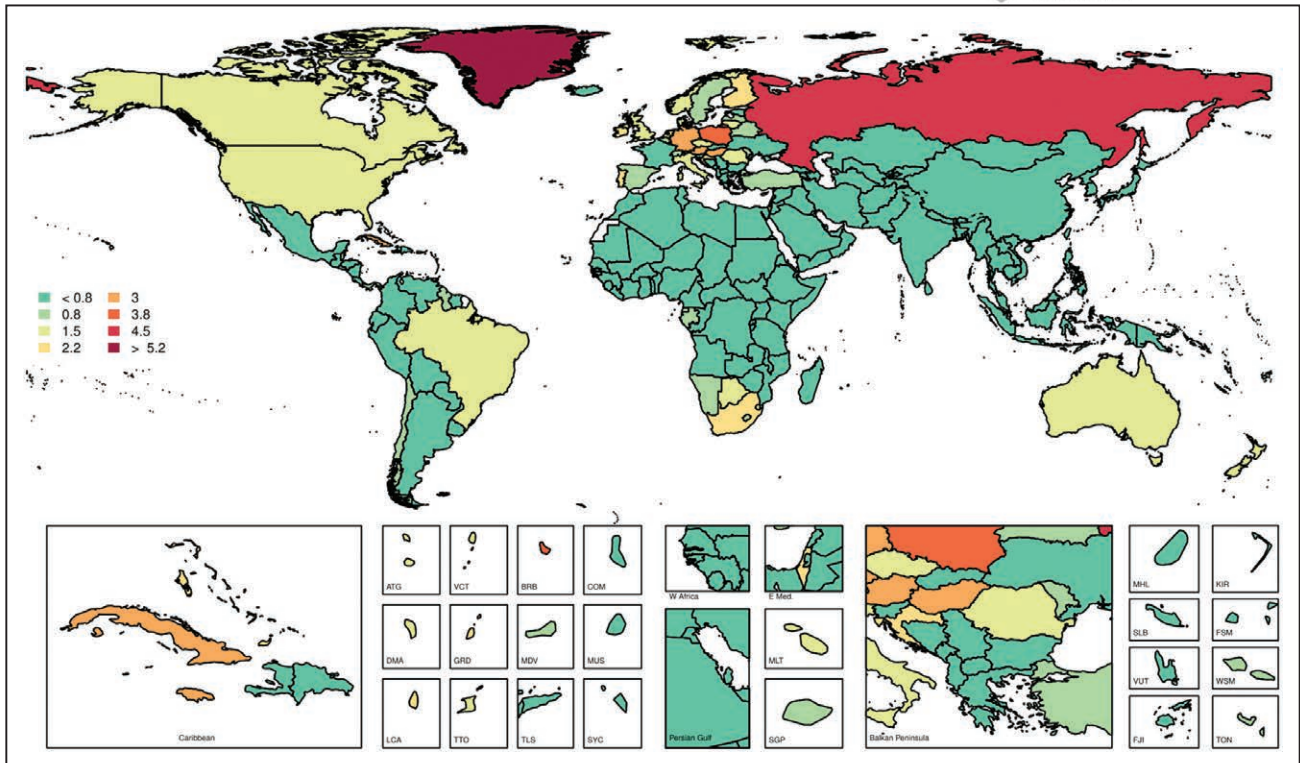 < 0.8
0.8
1.5
2.2
3
3.8
4.5
> 5.2
Caribbean
ATG
VCT
BRB
COM
DMA
GRD
MDV
MUS
LCA
TTO
TLS
SYC
W Africa
E Med.
Persian Gulf
MLT
SGP
Balkan Peninsula
MHL
KIR
SLB
FSM
VUT
WSM
FJI
TON